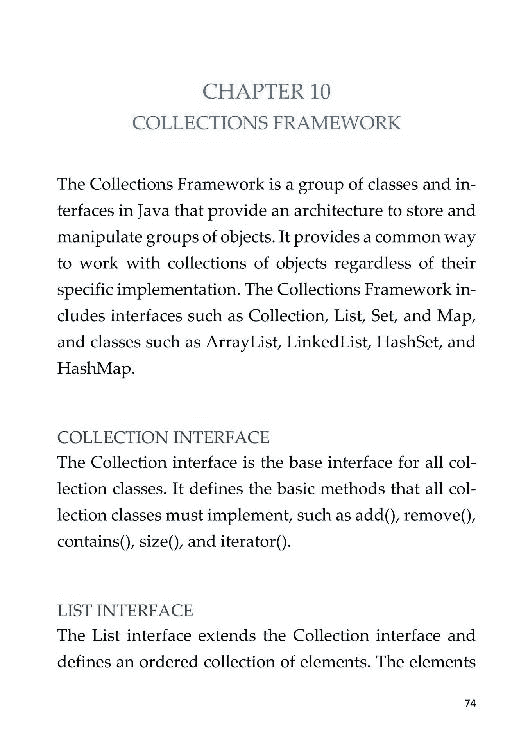 CHAPTER 10
COLLECTIONS FRAMEWORK
The Collections Framework is a group of classes and in-
terfaces in Java that provide an architecture to store and
manipulate groups of objects. It provides a common way
to work with collections of objects regardless of their
specific implementation. The Collections Framework in-
cludes interfaces such as Collection, List, Set, and Map,
and classes such as ArrayList, LinkedList, HashSet, and
HashMap.
COLLECTION INTERFACE
The Collection interface is the base interface for all col-
lection classes. It defines the basic methods that all col-
lection classes must implement, such as add(), remove(),
contains(), size(), and iterator().
LIST INTERFACE
The List interface extends the Collection interface and
defines an ordered collection of elements. The elements
74